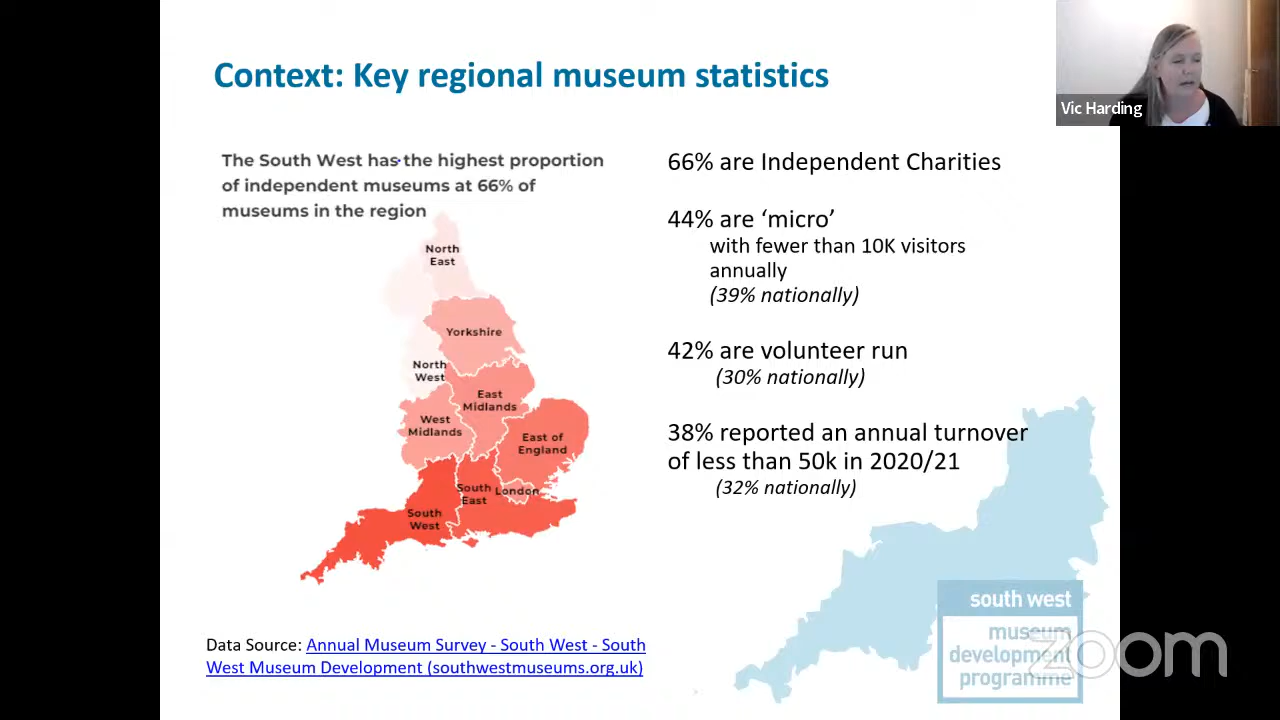 Context: Key regional museum statistics
Vic Harding
The South West has the highest proportion
of independent museums at 66% of
museums in the region
North
East
Yorkshire
North
West
East
Midlands
West
Midlands
East of
England
South
East
London
South
West
66% are Independent Charities
44% are ‘micro’
with fewer than 10K visitors
annually
(39% nationally)
42% are volunteer run
(30% nationally)
38% reported an annual turnover
of less than 50k in 2020/21
(32% nationally)
Data Source: Annual Museum Survey - South West - South
West Museum Development (southwestmuseums.org.uk)
south west
museum
development
programme
zoom